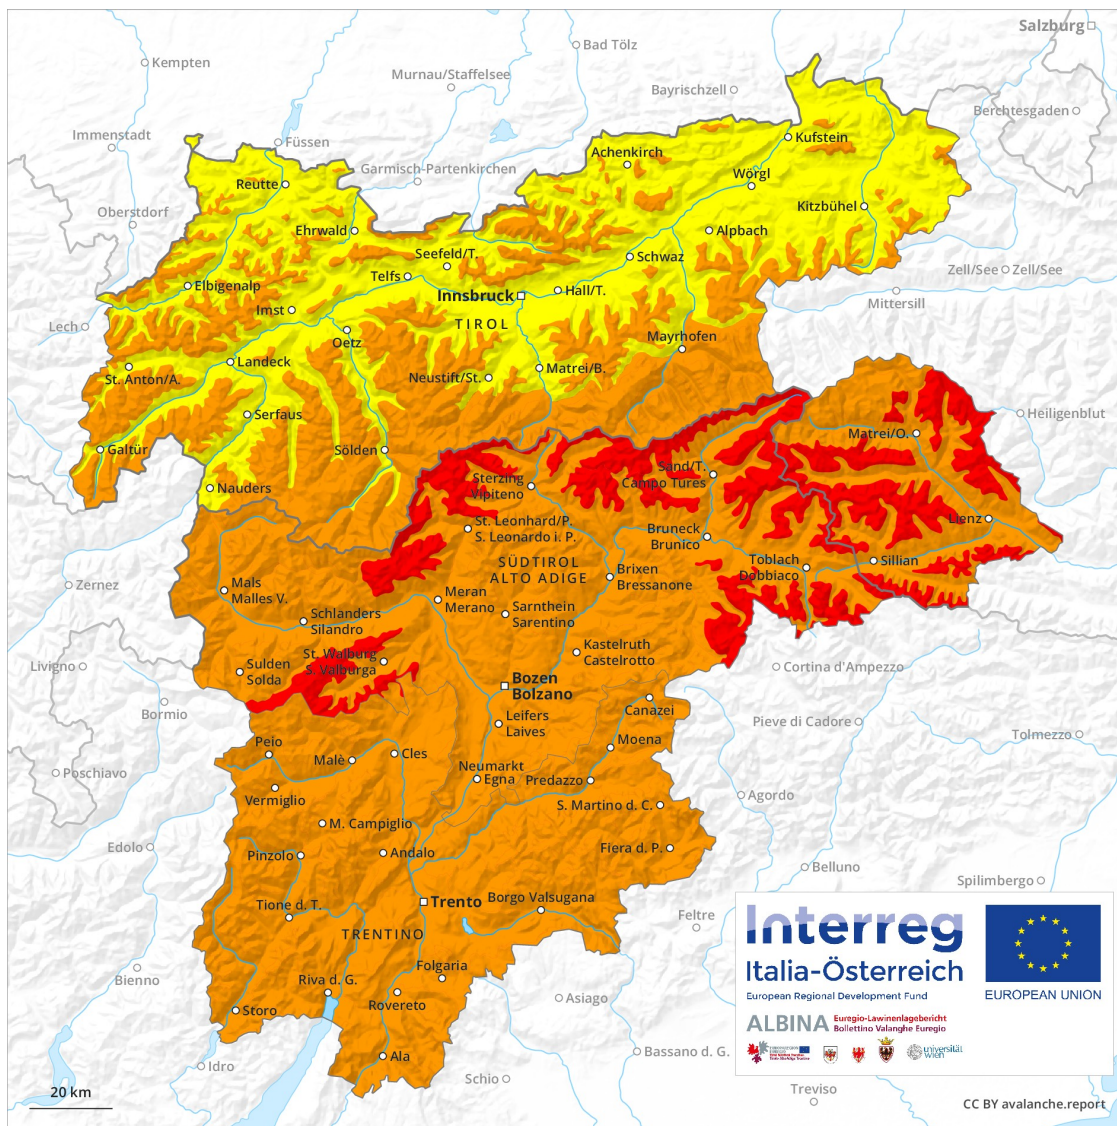 Salzburg
Bad Tölz
Kempten
Murnau/Staffelsee
Bayrischzell
Berchtesgaden
Immenstadt
Füssen
Kufstein
Achenkirch
Garmisch-Partenkirchen
Wörgl
Reutte
Oberstdorf
Kitzbühel
Ehrwald
Alpbach
Seefeld/T.
Schwaz
Telfs
Zell/See
Zell/See
Elbigenalp
Innsbruck
Hall/T.
Mittersill
Imst
TIROL
Lech
Oetz
Mayrhofen
Landeck
Matrei/B.
St. Anton/A.
Neustift/St.
Serfaus
Heiligenblut
Matrei/O.
Galtür
Sölden
Sand/T.
Campo Tures
Sterzing
Vipiteno
Nauders
Lienz
St. Leonhard/P.
S. Leonardo i. P.
Bruneck
Brunico
SÜDTIROL
ALTO ADIGE
Toblach
Dobbiaco
Sillian
Brixen
Bressanone
Zernez
Mals
Malles V.
Meran
Merano
Sarnthein
Sarentino
Schlanders
Silandro
Kastelruth
Castelrotto
Livigno
St. Walburg
S. Valburga
Sulden
Solda
Cortina d'Ampezzo
Bozen
Bolzano
Bormio
Canazei
Leifers
Laives
Pieve di Cadore
Tolmezzo
Peio
Moena
Cles
Malè
Poschiavo
Neumarkt
Egna
Predazzo
Vermiglio
Agordo
S. Martino d. C.
M. Campiglio
Edolo
Pinzolo
Andalo
Fiera d. P.
Belluno
Spilimbergo
Trento
Borgo Valsugana
Tione d. T.
Feltre
TRENTINO
Interreg
Italia-Österreich
European Regional Development Fund
EUROPEAN UNION
Folgaria
Bienno
Riva d. G.
Rovereto
Asiago
Storo
ALBINA
Euregio-Lawinenlagebericht
Bollettino Valanghe Euregio
universität
wien
Ala
Bassano d. G.
Idro
Schio
Treviso
20 km
CC BY avalanche.report